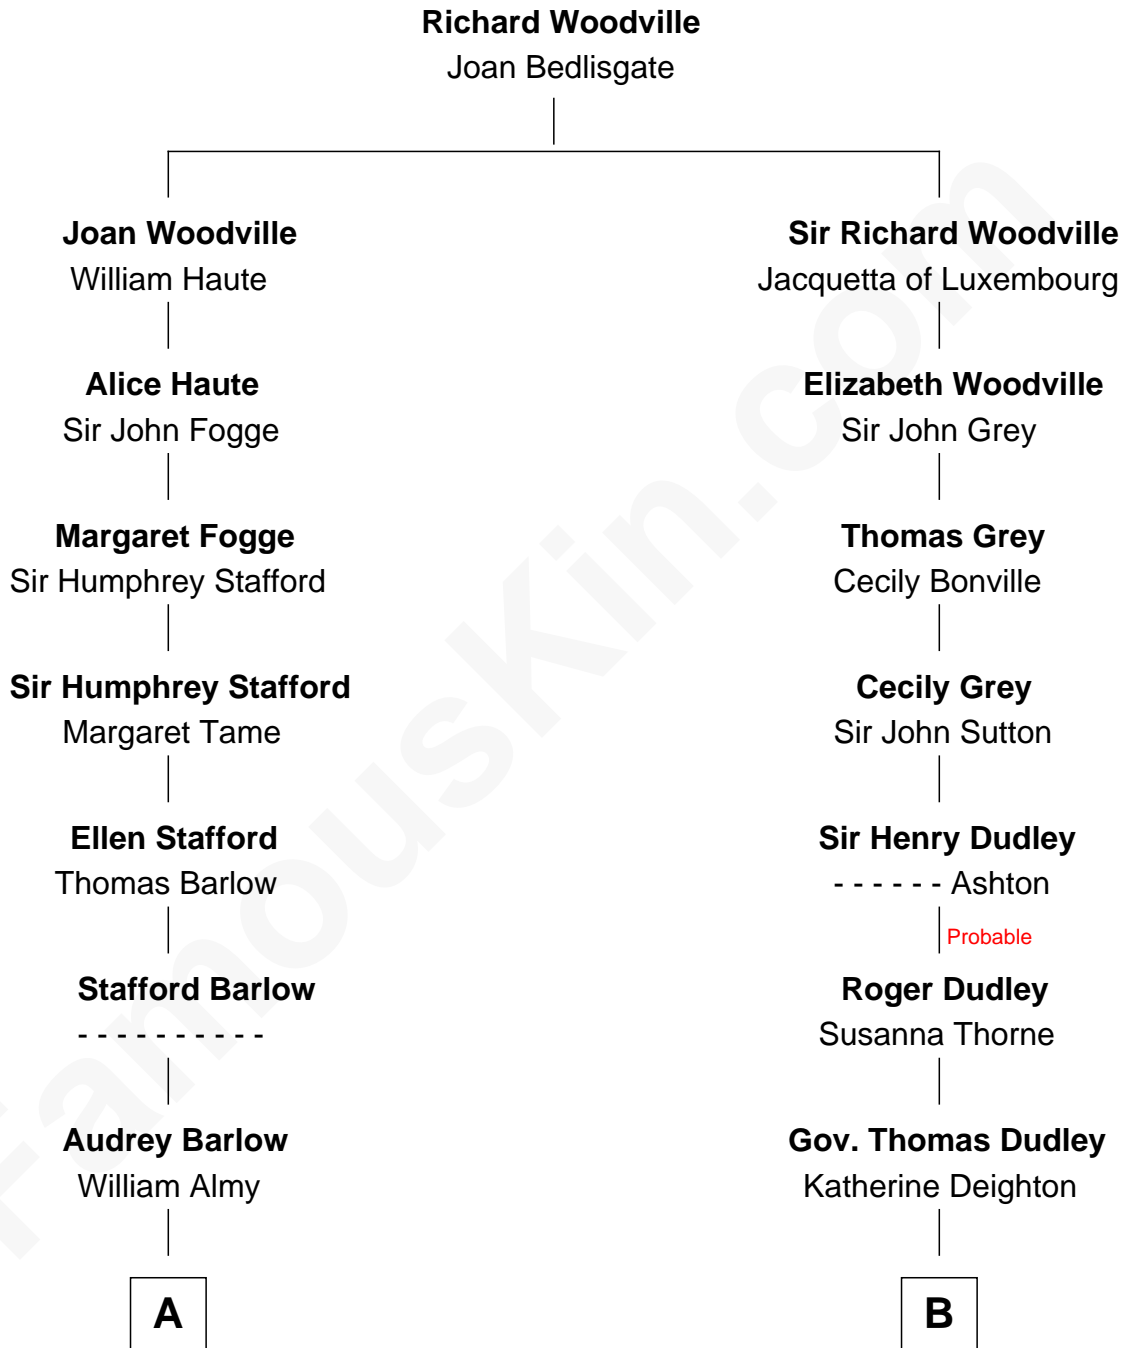 Richard Woodville
Joan Bedlisgate
Joan Woodville
William Haute
Sir Richard Woodville
Jacquetta of Luxembourg
Alice Haute
Sir John Fogge
Elizabeth Woodville
Sir John Grey
Margaret Fogge
Sir Humphrey Stafford
Thomas Grey
Cecily Bonville
Sir Humphrey Stafford
Margaret Tame
Cecily Grey
Sir John Sutton
Ellen Stafford
Thomas Barlow
Sir Henry Dudley
- - - - - - Ashton
Probable
Stafford Barlow
- - - - - - - - - -
Roger Dudley
Susanna Thorne
Audrey Barlow
William Almy
Gov. Thomas Dudley
Katherine Deighton
A
B
FamousKin.com